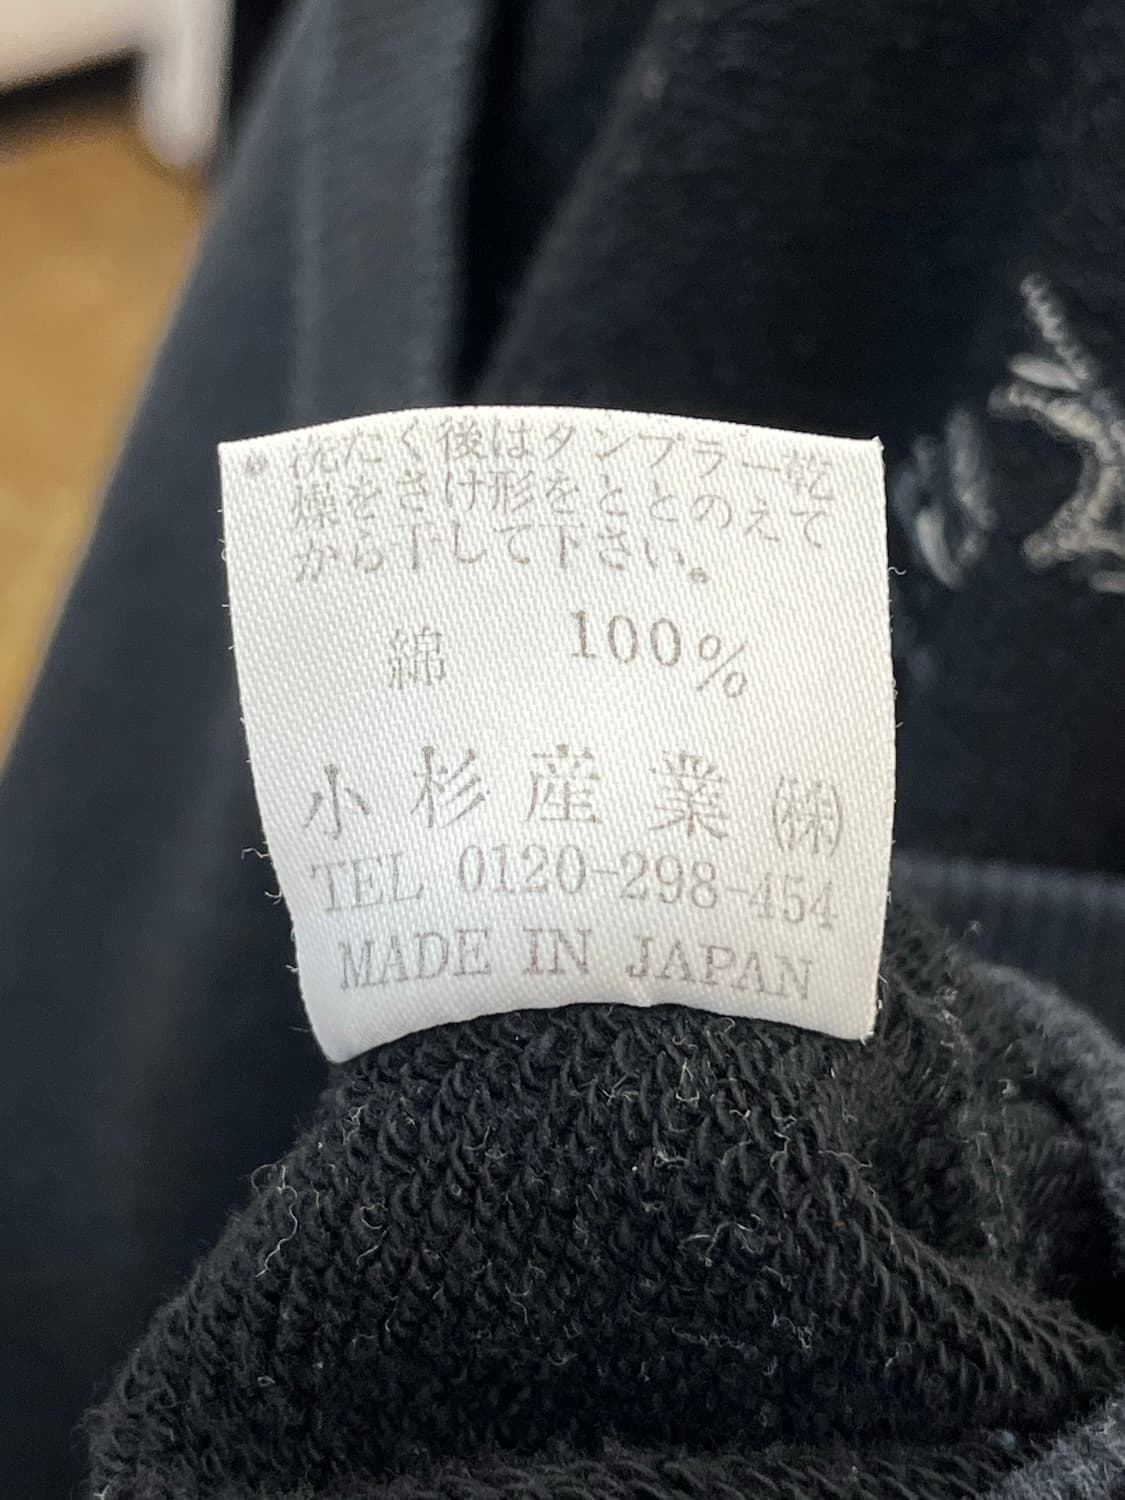 。洗たく後はタンブラー乾
燥をさけ形をととのえて
から干して下さい。
綿 100%
小杉産業㈱
TEL 0120-298-454
MADE IN JAPAN